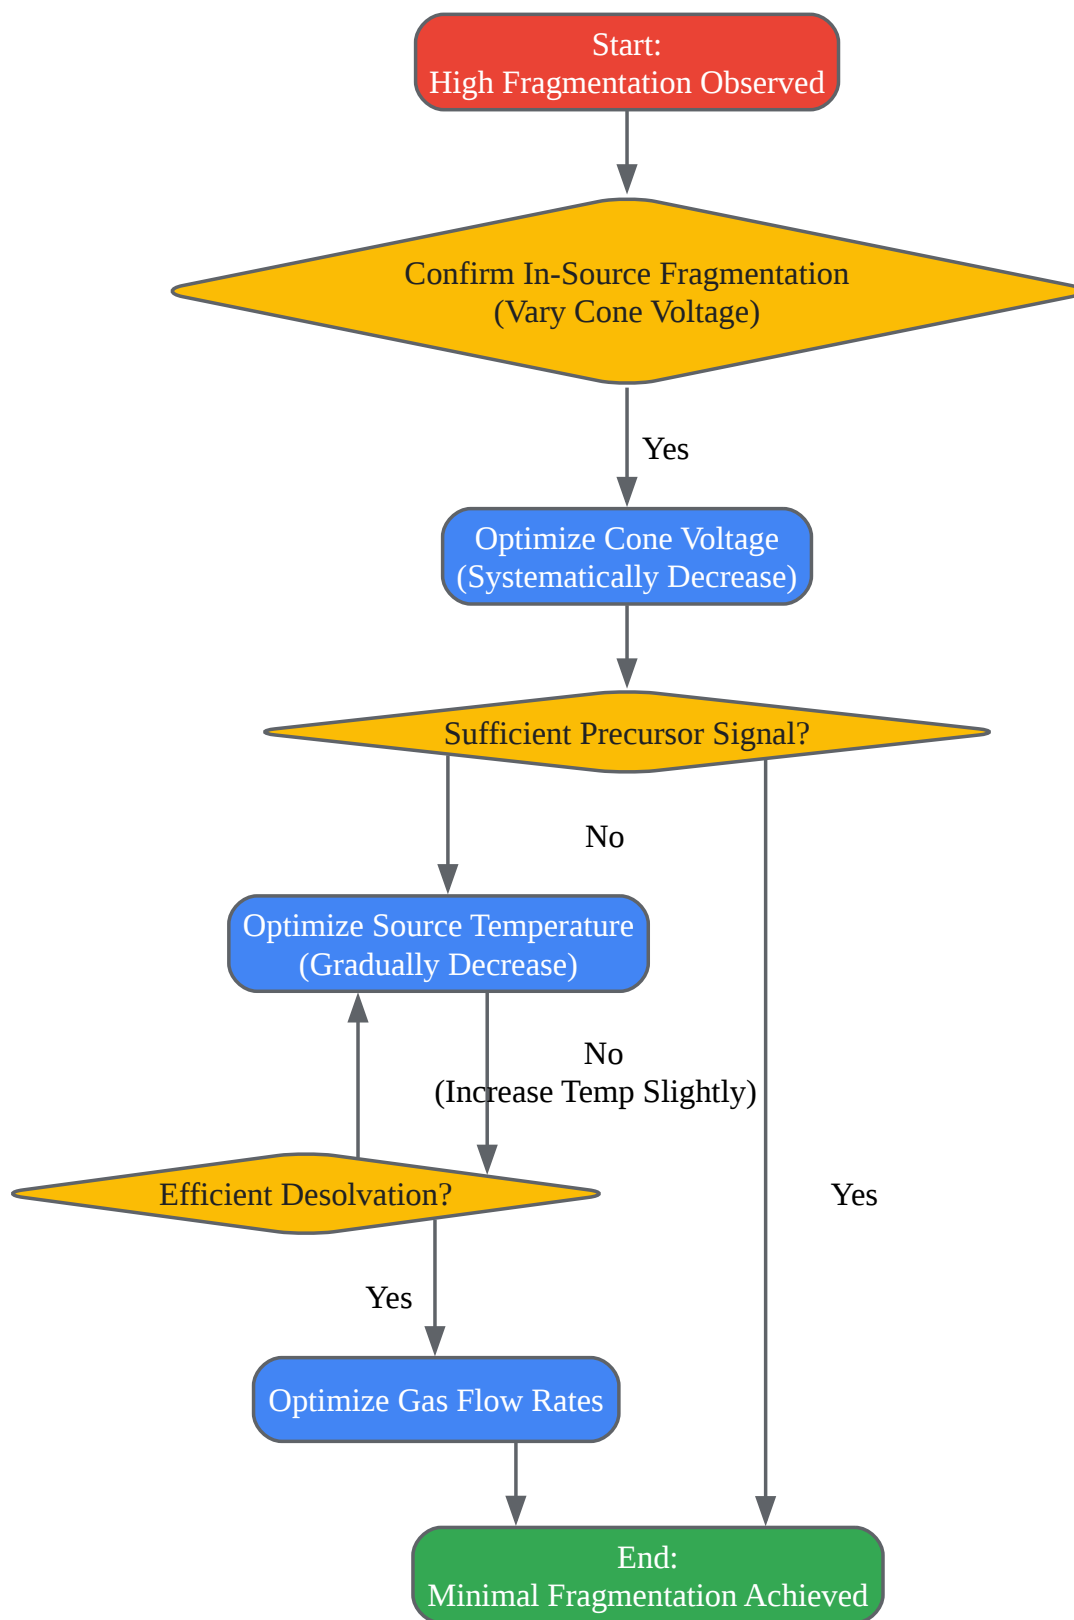 Start:
High Fragmentation Observed
Confirm In-Source Fragmentation
(Vary Cone Voltage)
Yes
Optimize Cone Voltage
(Systematically Decrease)
Sufficient Precursor Signal?
No
Optimize Source Temperature
(Gradually Decrease)
No
(Increase Temp Slightly)
Efficient Desolvation?
Yes
Yes
Optimize Gas Flow Rates
End:
Minimal Fragmentation Achieved